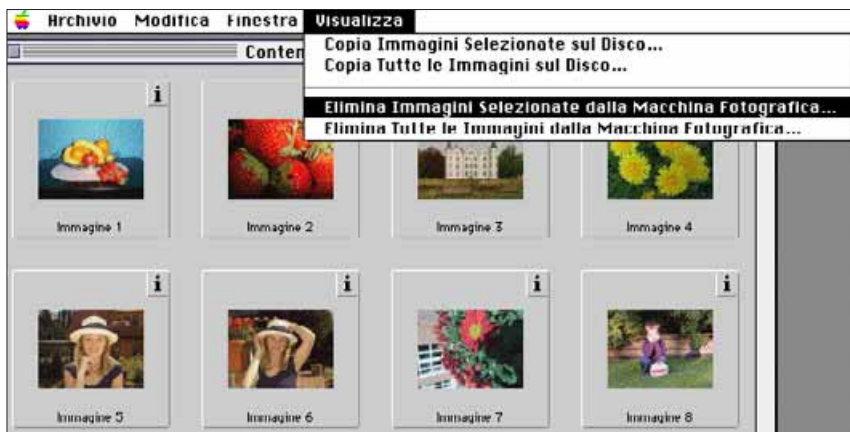 Archivio Modifica Finestra Visualizza
Copia Immagini Selezionate sul Disco...
Copia Tutte le Immagini sul Disco...
Elimina Immagini Selezionate dalla Macchina Fotografica...
Elimina Tutte le Immagini dalla Macchina Fotografica...
Conten
i
Immagine 1 Immagine 2 Immagine 3 Immagine 4
i i i i
Immagine 5 Immagine 6 Immagine 7 Immagine 8